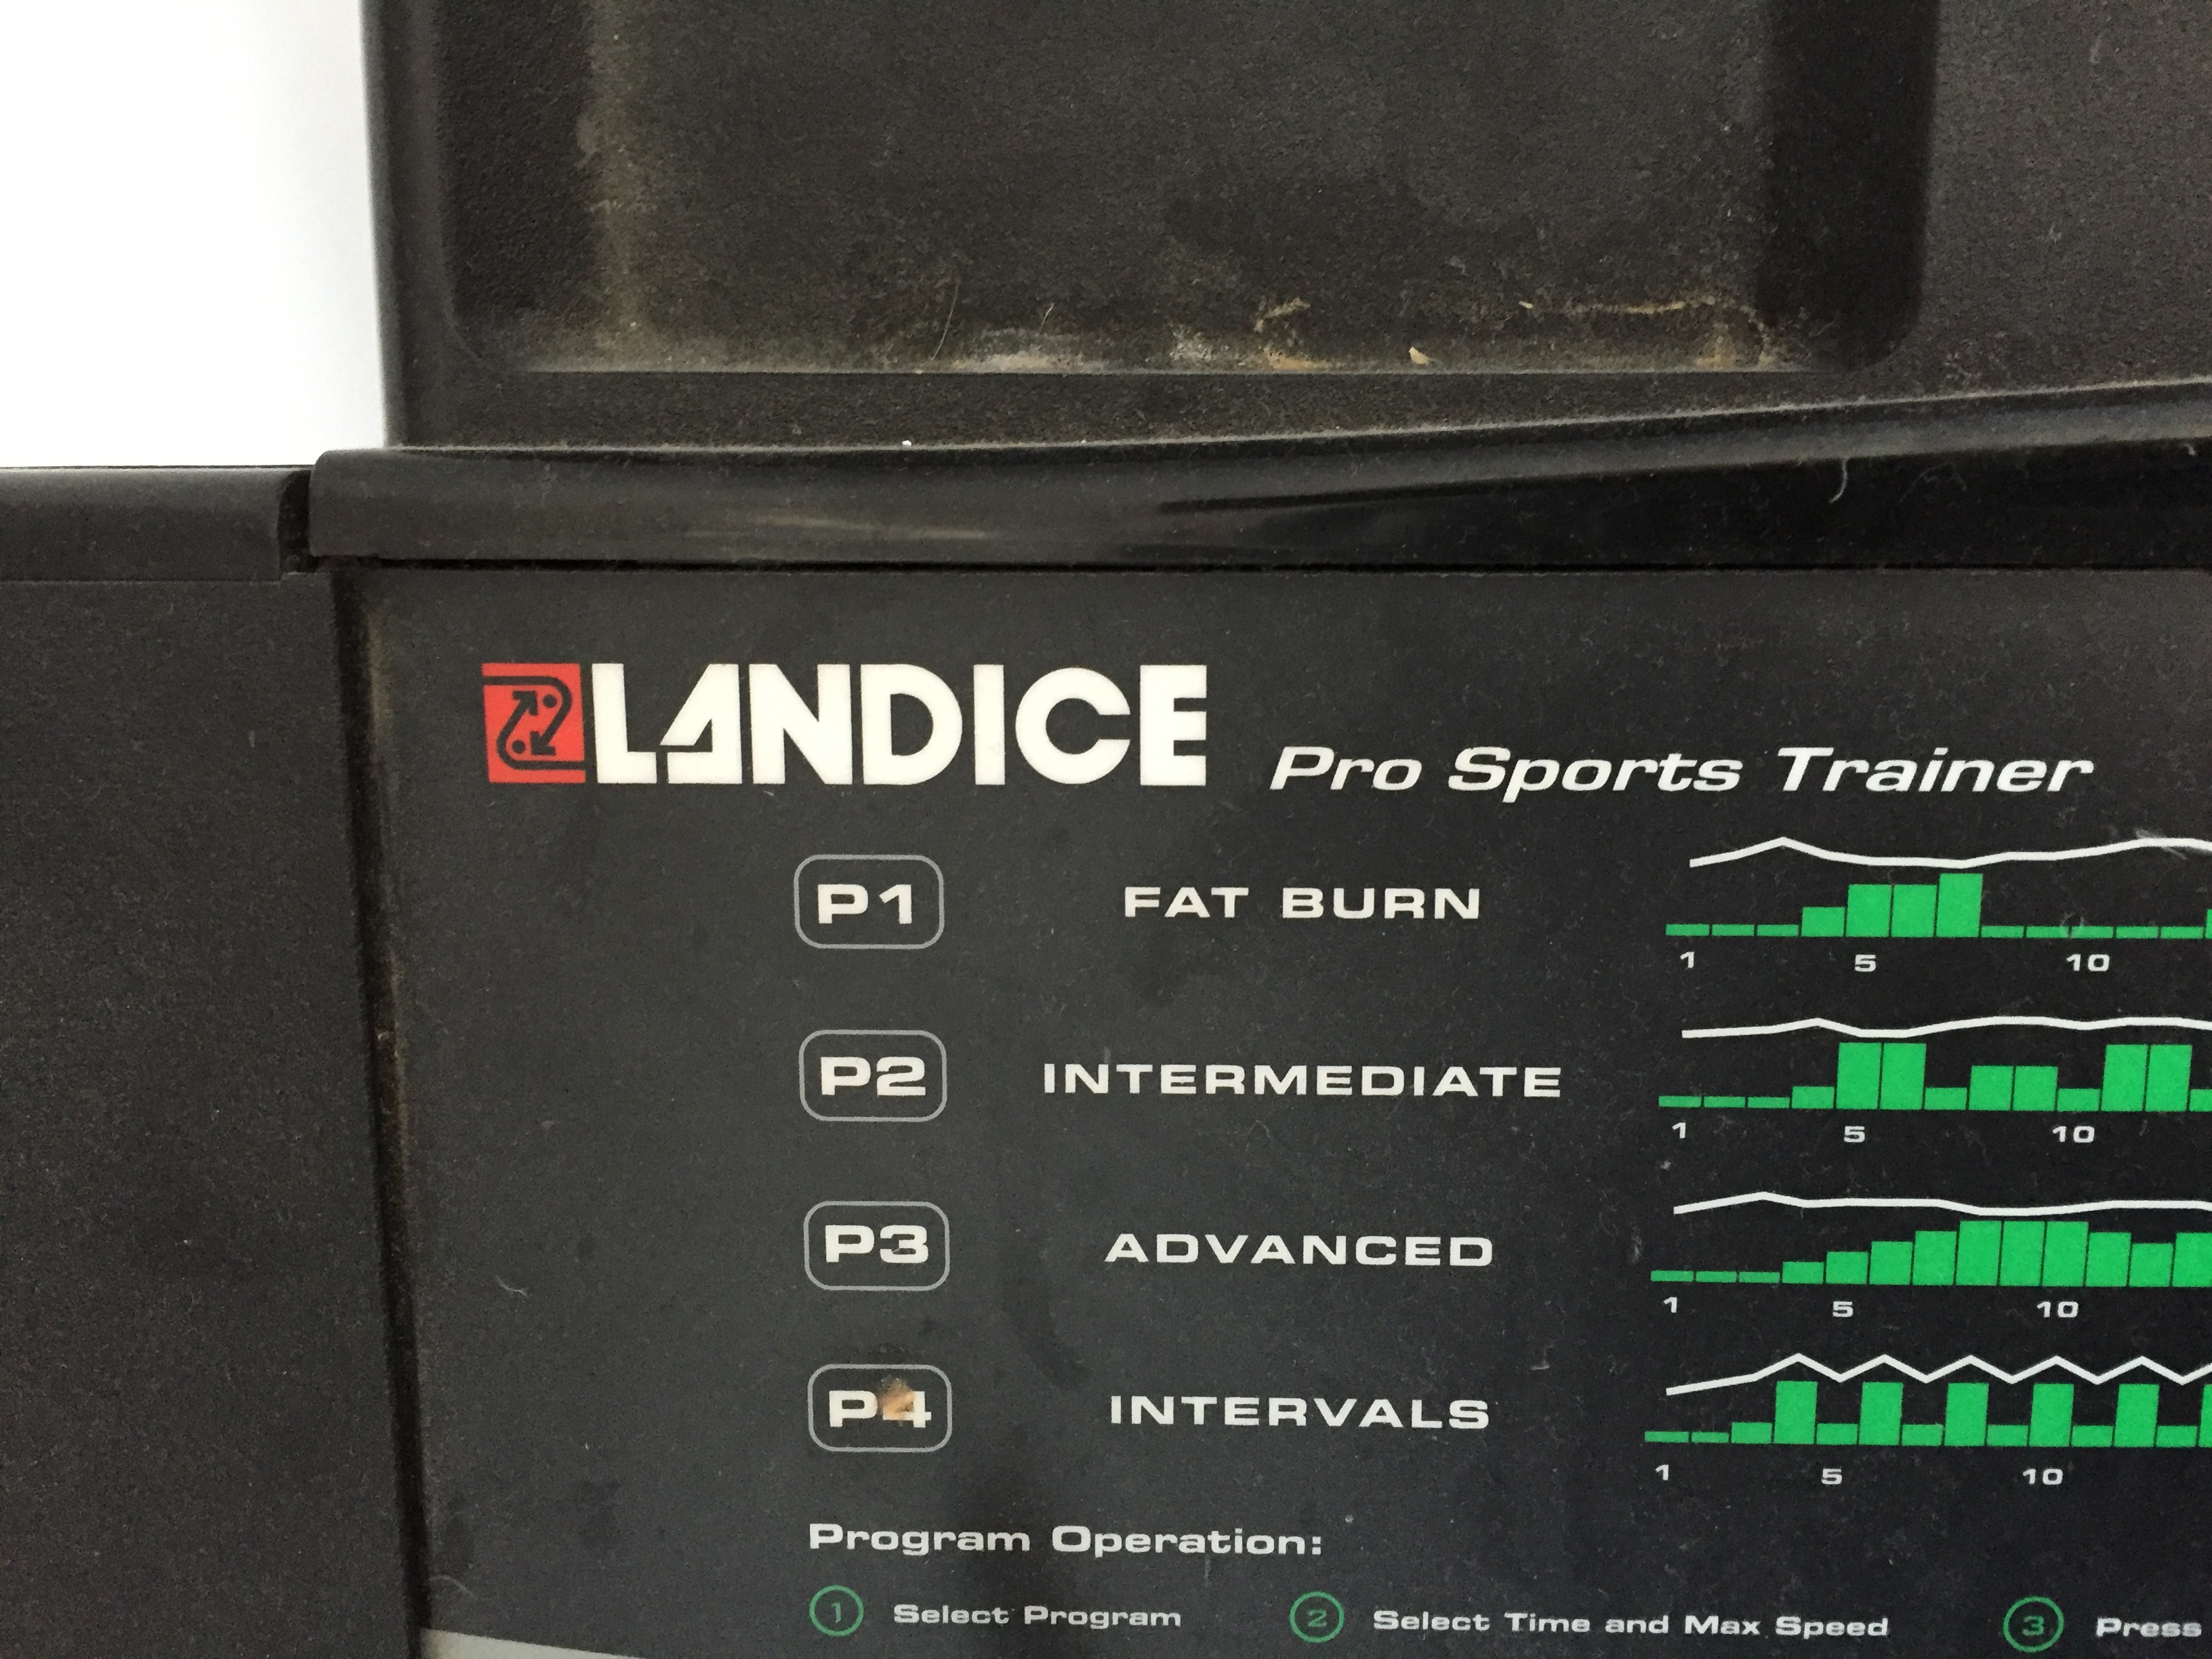 LANDICE Pro Sports Trainer
P1 FAT BURN
1 5 10
P2 INTERMEDIATE
1 5 10
P3 ADVANCED
1 5 10
P4 INTERVALS
1 5 10
Program Operation:
1 Select Program 2 Select Time and Max Speed 3 Press